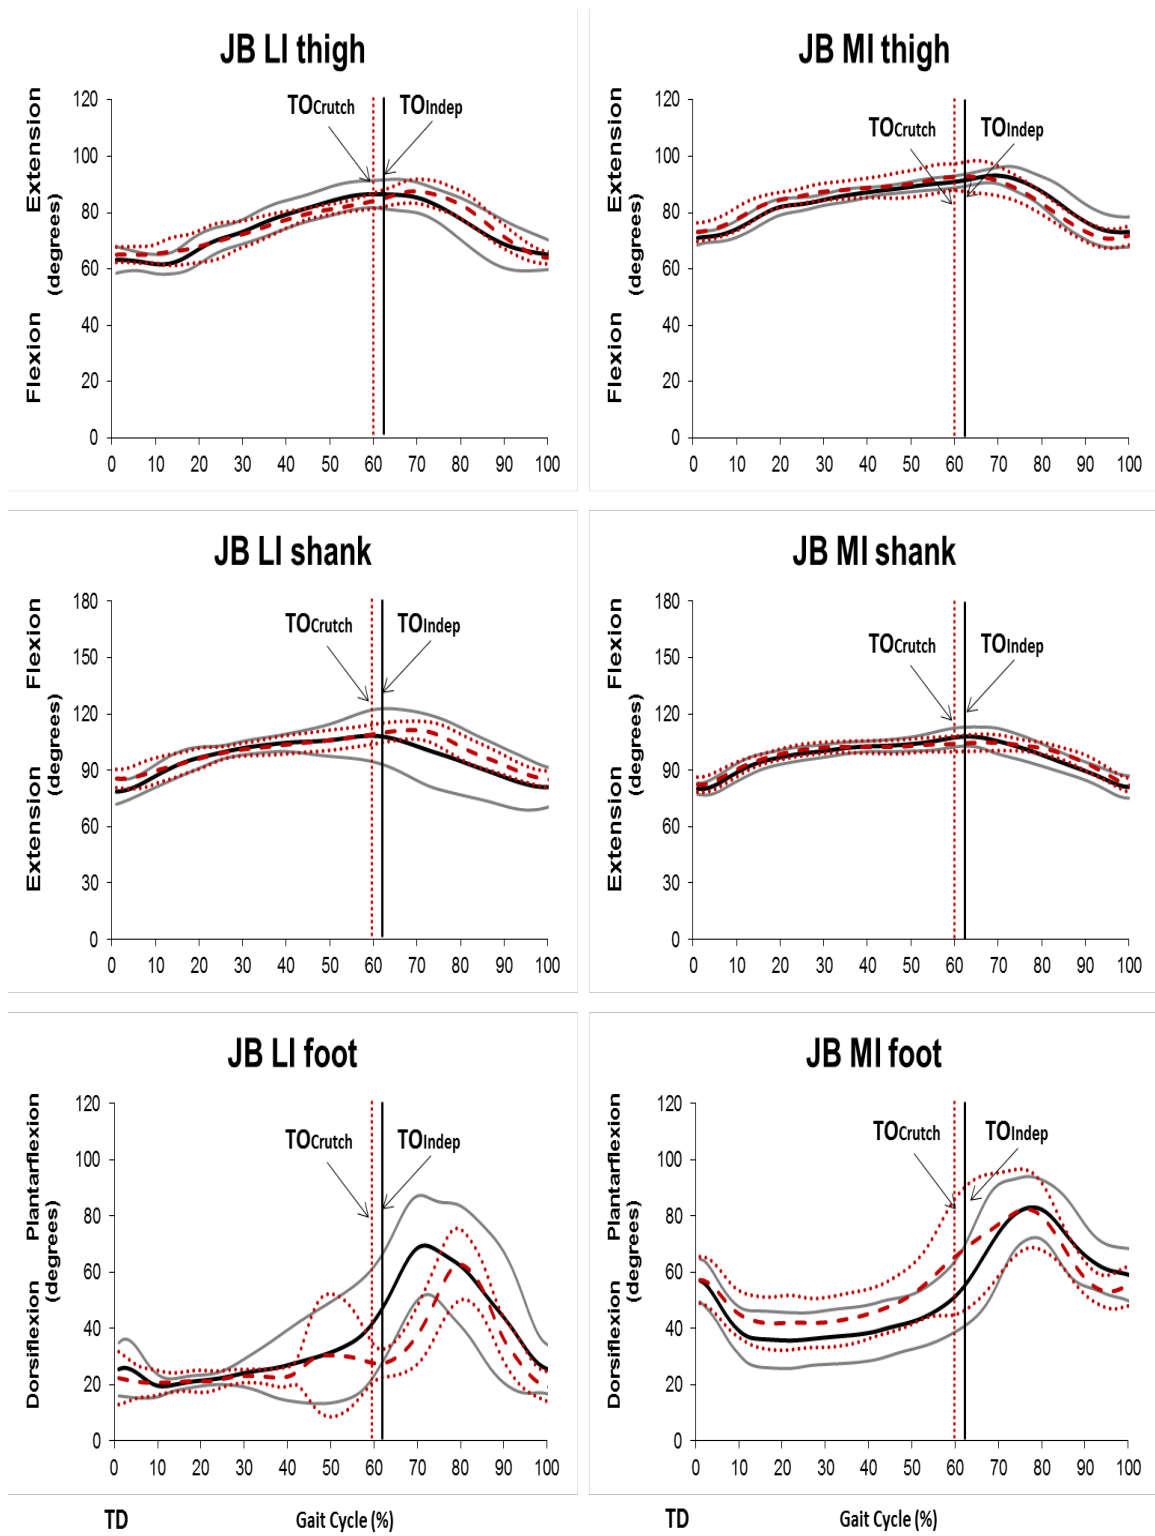 JB LI thigh
TOCrutch
TOIndep
Flexion Extension
(degrees)
120
100
80
60
40
20
0
0 10 20 30 40 50 60 70 80 90 100
JB MI thigh
TOCrutch
TOIndep
Flexion Extension
(degrees)
120
100
80
60
40
20
0
0 10 20 30 40 50 60 70 80 90 100
JB LI shank
TOCrutch
TOIndep
Extension Flexion
(degrees)
180
150
120
90
60
30
0
0 10 20 30 40 50 60 70 80 90 100
JB MI shank
TOCrutch
TOIndep
Extension Flexion
(degrees)
180
150
120
90
60
30
0
0 10 20 30 40 50 60 70 80 90 100
JB LI foot
TOCrutch
TOIndep
Dorsiflexion Plantarflexion
(degrees)
120
100
80
60
40
20
0
0 10 20 30 40 50 60 70 80 90 100
JB MI foot
TOCrutch
TOIndep
Dorsiflexion Plantarflexion
(degrees)
120
100
80
60
40
20
0
0 10 20 30 40 50 60 70 80 90 100
TD Gait Cycle (%)
TD Gait Cycle (%)